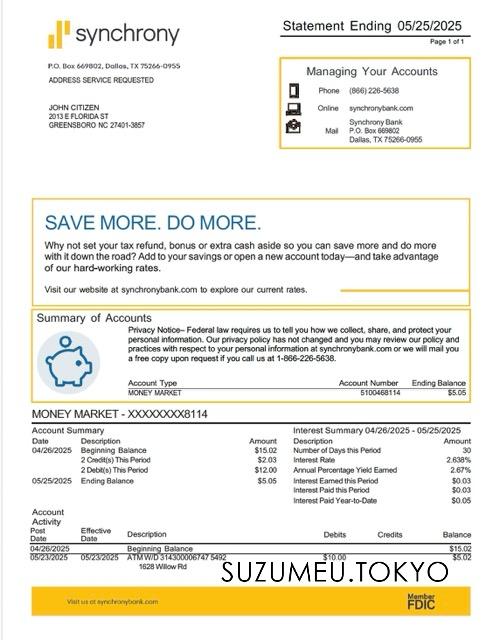 synchrony
Statement Ending 05/25/2025
Page 1 of 1
P.O. Box 669802, Dallas, TX 75266-0955
ADDRESS SERVICE REQUESTED
JOHN CITIZEN
2013 E FLORIDA ST
GREENSBORO NC 27401-3857
Managing Your Accounts
Phone (866) 226-5638
Online synchronybank.com
Mail Synchrony Bank
P.O. Box 669802
Dallas, TX 75266-0955
SAVE MORE. DO MORE.
Why not set your tax refund, bonus or extra cash aside so you can save more and do more
with it down the road? Add to your savings or open a new account today—and take advantage
of our hard-working rates.
Visit our website at synchronybank.com to explore our current rates.
Summary of Accounts
Privacy Notice– Federal law requires us to tell you how we collect, share, and protect your
personal information. Our privacy policy has not changed and you may review our policy and
practices with respect to your personal information at synchronybank.com or we will mail you
a free copy upon request if you call us at 1-866-226-5638.
Account Type Account Number Ending Balance
MONEY MARKET 5100468114 $5.05
MONEY MARKET - XXXXXXXX8114
Account Summary
Date Description Amount
04/26/2025 Beginning Balance $15.02
2 Credit(s) This Period $2.03
2 Debit(s) This Period $12.00
05/25/2025 Ending Balance $5.05
Interest Summary 04/26/2025 - 05/25/2025
Description Amount
Number of Days this Period 30
Interest Rate 2.638%
Annual Percentage Yield Earned 2.67%
Interest Earned this Period $0.03
Interest Paid this Period $0.03
Interest Paid Year-to-Date $0.05
Account
Activity
Post Date Effective Date Description Debits Credits Balance
04/26/2025 Beginning Balance $15.02
05/23/2025 05/23/2025 ATM W/D 314300006747 5492 $10.00 $5.02
1628 Willow Rd
SUZUMEU.TOKYO
Visit us at synchronybank.com
Member
FDIC